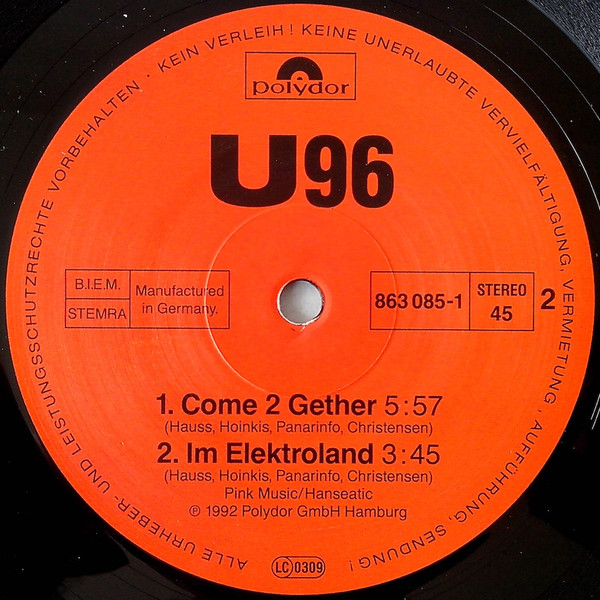 ALLE URHEBER- UND LEISTUNGSSCHUTZRECHTE VORBEHALTEN · KEIN VERLEIH! KEINE UNERLAUBTE VERVIELFÄLTIGUNG, VERMIETUNG, AUFFÜHRUNG, SENDUNG!
polydor
U96
B.I.E.M.
STEMRA
Manufactured
in Germany.
863 085-1
STEREO
45
2
1. Come 2 Gether 5:57
(Hauss, Hoinkis, Panarinfo, Christensen)
2. Im Elektroland 3:45
(Hauss, Hoinkis, Panarinfo, Christensen)
Pink Music/Hanseatic
℗ 1992 Polydor GmbH Hamburg
LC 0309